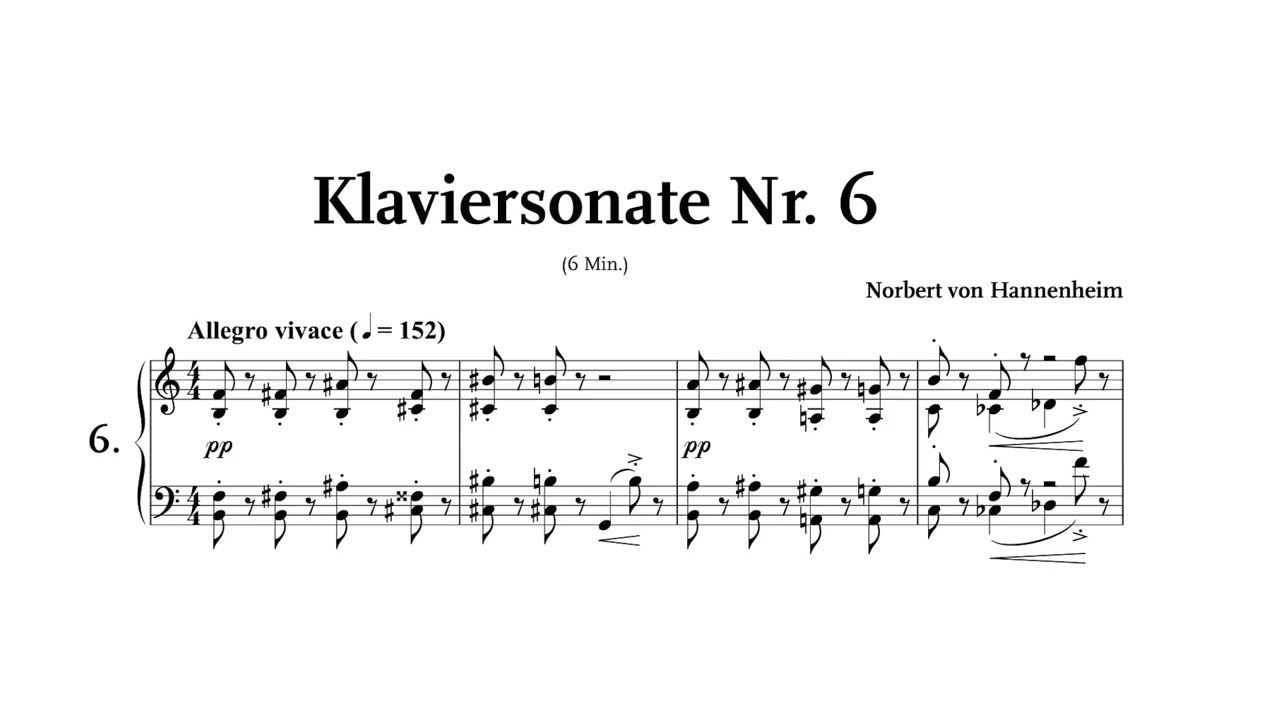 Klaviersonate Nr. 6
(6 Min.)
Norbert von Hannenheim
Allegro vivace (♩ = 152)
6.
pp pp